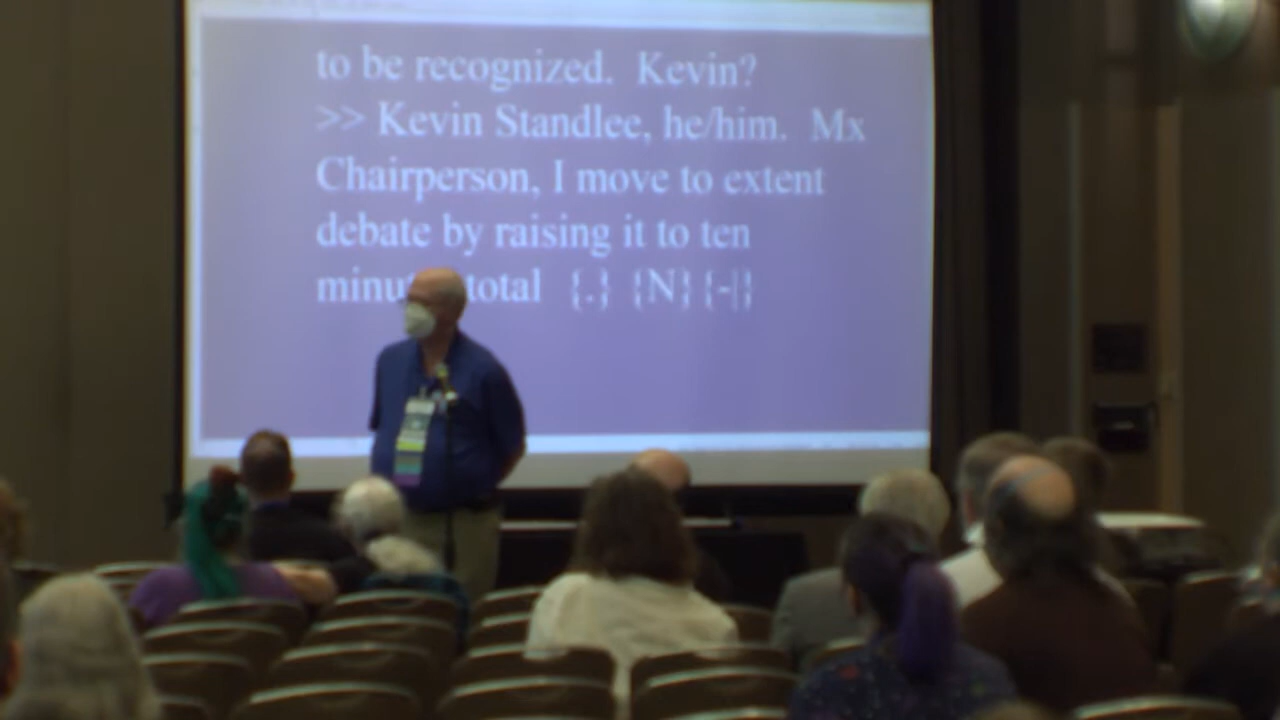 to be recognized. Kevin?
>> Kevin Standlee, he/him. Mx
Chairperson, I move to extent
debate by raising it to ten
minu total {.} {N} {-|}